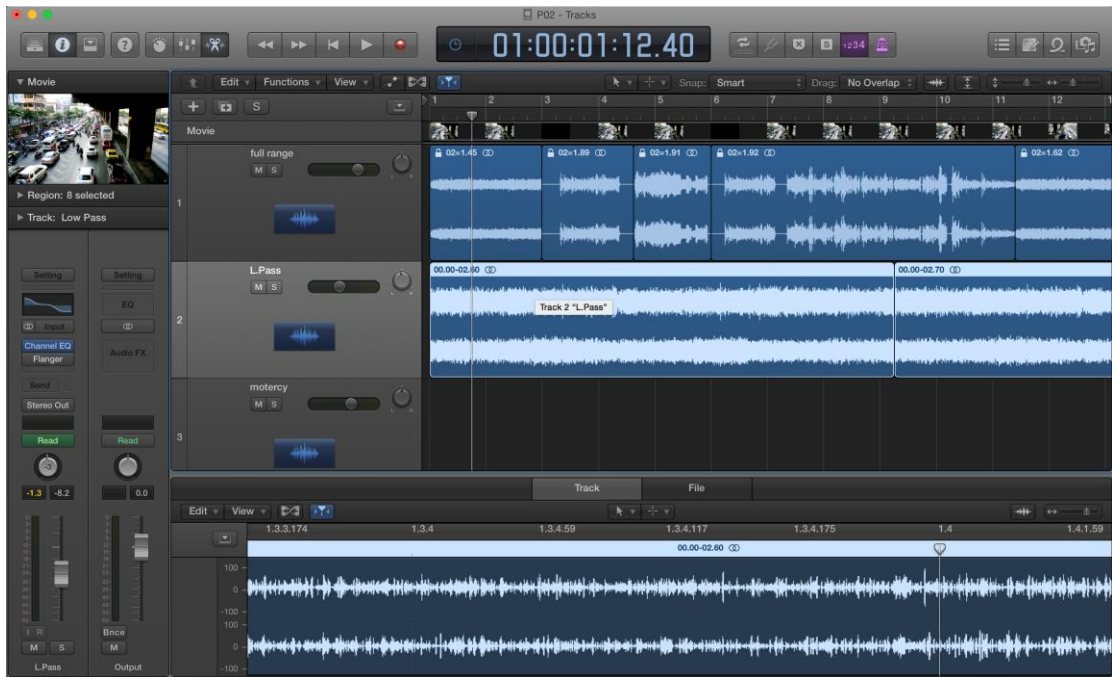 P02 - Tracks
01:00:01:12.40
1234
Movie
Edit Functions View
Snap: Smart
Drag: No Overlap
S
1 2 3 4 5 6 7 8 9 10 11 12
Movie
Region: 8 selected
Track: Low Pass
1
full range
M S
02=1.45
02=1.89
02=1.91
02=1.92
02=1.62
2
L.Pass
M S
00.00-02.60
00.00-02.70
Track 2 "L.Pass"
3
motercy
M S
Setting
Setting
EQ
Input
Channel EQ
Flanger
Audio FX
Send
Stereo Out
Read
Read
-3
-1.3 -8.2
0.0
I R
Bnce
M S
M
L.Pass
Output
Track
File
Edit View
1.3.3.174 1.3.4 1.3.4.59 1.3.4.117 1.3.4.175 1.4 1.4.1.59
00.00-02.60
100
0
-100
100
0
-100